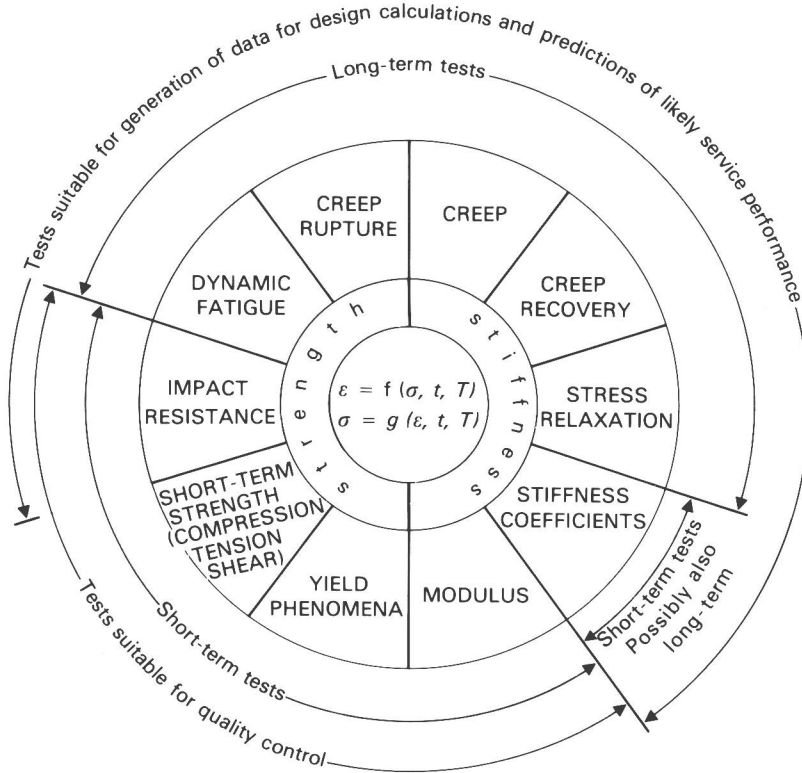 Tests suitable for generation of data for design calculations and predictions of likely service performance
Long-term tests
CREEP
RUPTURE
CREEP
DYNAMIC
FATIGUE
CREEP
RECOVERY
strength
stiffness
IMPACT
RESISTANCE
ε = f (σ, t, T)
σ = g (ε, t, T)
STRESS
RELAXATION
SHORT-TERM
STRENGTH
(COMPRESSION
TENSION
SHEAR)
STIFFNESS
COEFFICIENTS
YIELD
PHENOMENA
MODULUS
Short-term tests
Possibly also
long-term
Short-term tests
Tests suitable for quality control